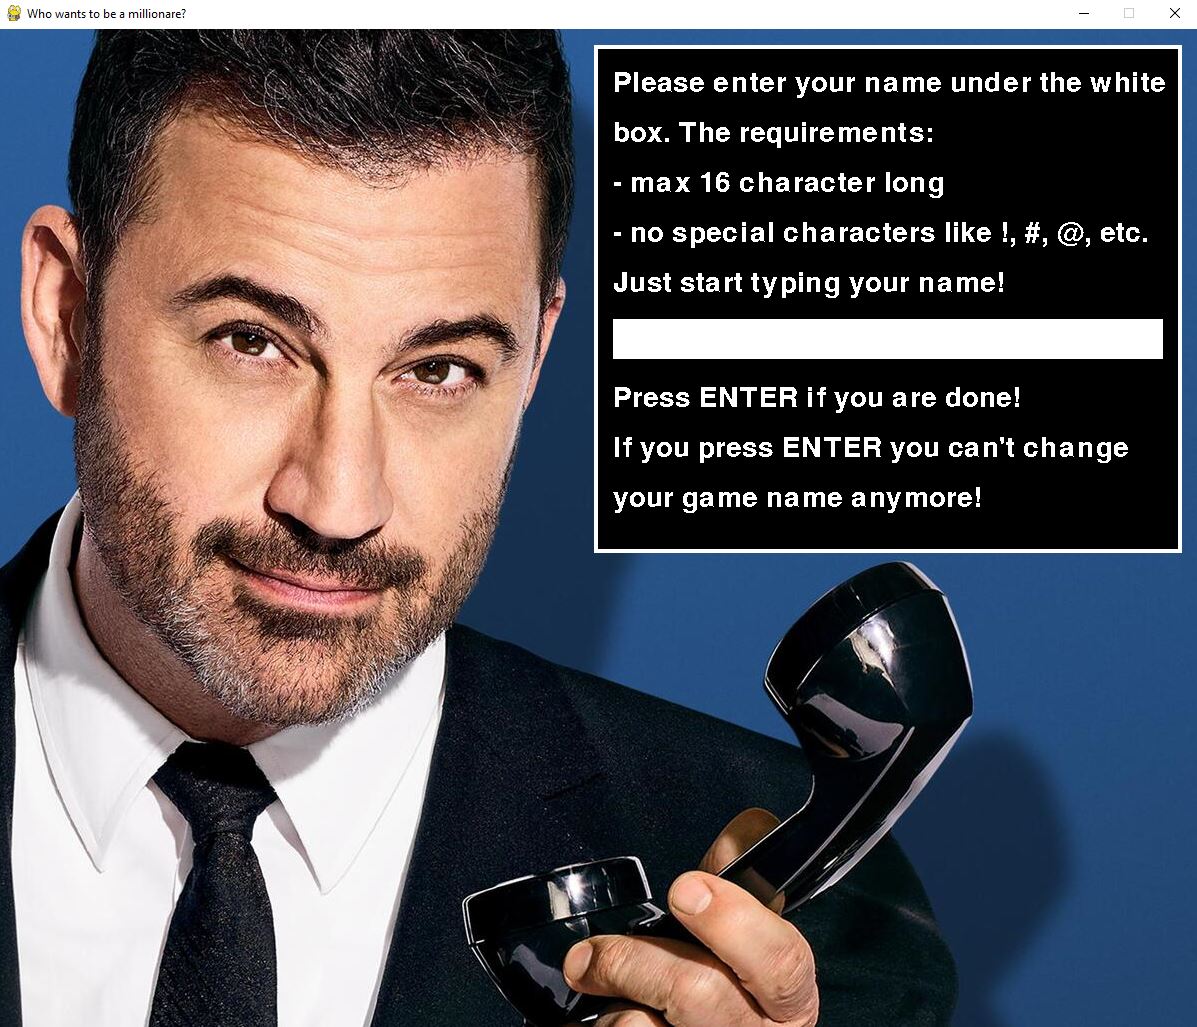 Who wants to be a millionare?
Please enter your name under the white
box. The requirements:
- max 16 character long
- no special characters like !, #, @, etc.
Just start typing your name!
Press ENTER if you are done!
If you press ENTER you can't change
your game name anymore!